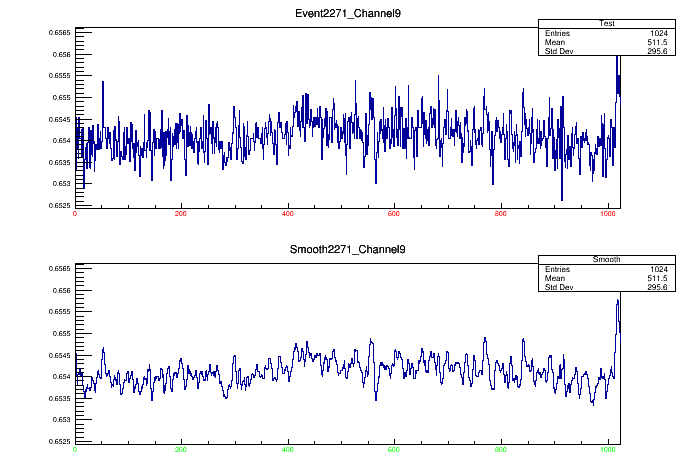 Event2271_Channel9
Test
Entries 1024
Mean 511.5
Std Dev 295.6
0.6565
0.656
0.6555
0.655
0.6545
0.654
0.6535
0.653
0.6525
0 200 400 600 800 1000
Smooth2271_Channel9
Smooth
Entries 1024
Mean 511.5
Std Dev 295.6
0.6565
0.656
0.6555
0.655
0.6545
0.654
0.6535
0.653
0.6525
0 200 400 600 800 1000